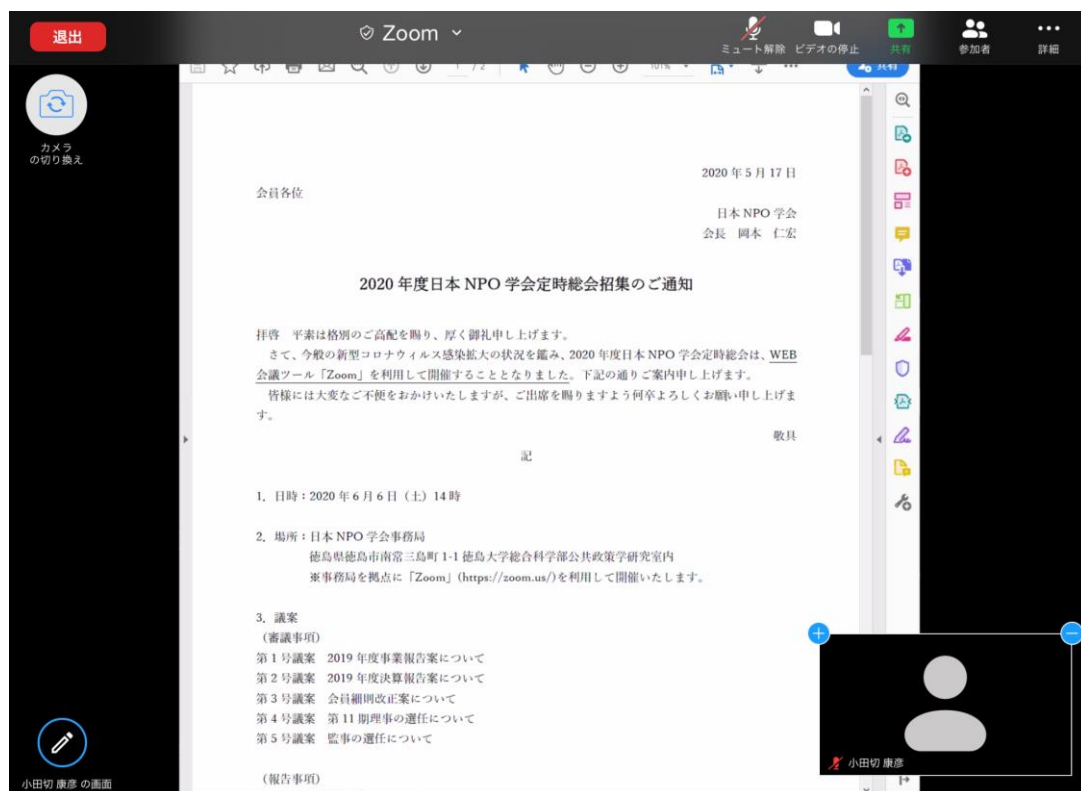 退出
Zoom
ミュート解除 ビデオの停止 共有 参加者 詳細
カメラ
の切り換え
1 / 2
101%
共有
2020 年 5 月 17 日
会員各位
日本 NPO 学会
会長 岡本 仁宏
2020 年度日本 NPO 学会定時総会招集のご通知
拝啓 平素は格別のご高配を賜り、厚く御礼申し上げます。
さて、今般の新型コロナウィルス感染拡大の状況を鑑み、2020 年度日本 NPO 学会定時総会は、WEB
会議ツール「Zoom」を利用して開催することとなりました。下記の通りご案内申し上げます。
皆様には大変なご不便をおかけいたしますが、ご出席を賜りますよう何卒よろしくお願い申し上げま
す。
敬具
記
1. 日時：2020 年 6 月 6 日（土）14 時
2. 場所：日本 NPO 学会事務局
徳島県徳島市南常三島町 1-1 徳島大学総合科学部公共政策学研究室内
※事務局を拠点に「Zoom」(https://zoom.us/)を利用して開催いたします。
3. 議案
（審議事項）
第 1 号議案 2019 年度事業報告案について
第 2 号議案 2019 年度決算報告案について
第 3 号議案 会員細則改正案について
第 4 号議案 第 11 期理事の選任について
第 5 号議案 監事の選任について
（報告事項）
小田切 康彦
小田切 康彦 の画面